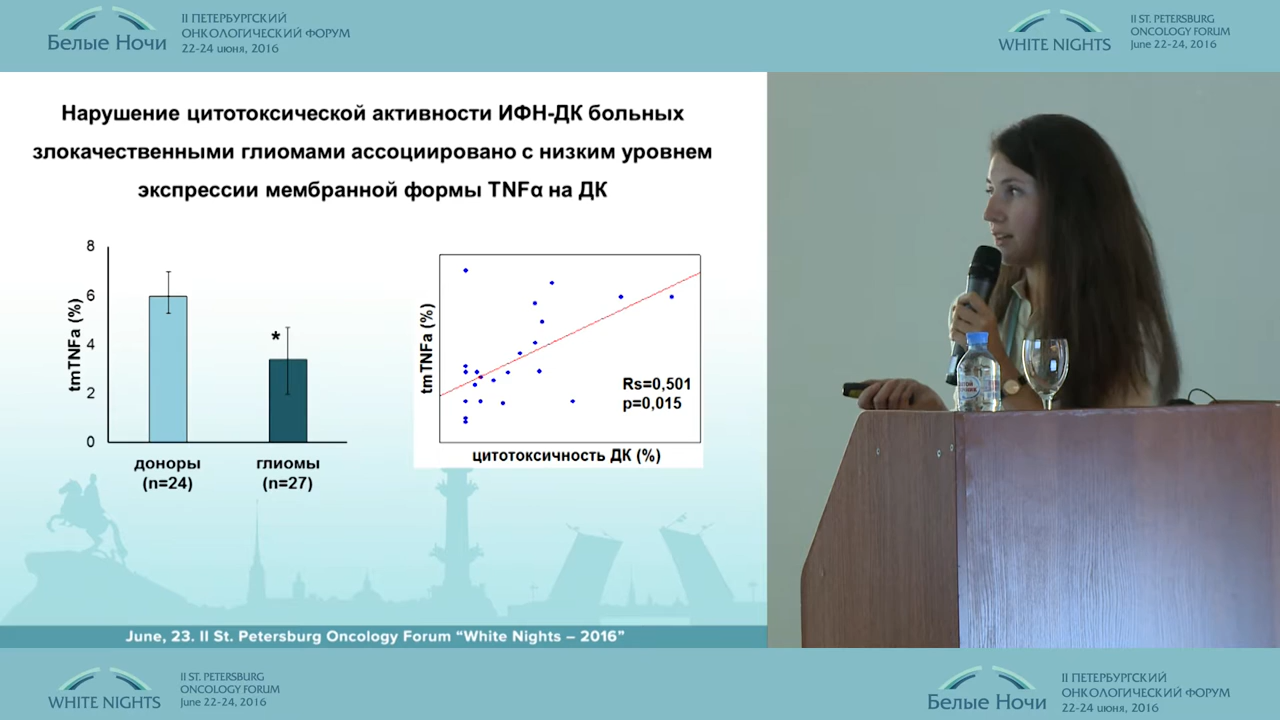 II ПЕТЕРБУРГСКИЙ
ОНКОЛОГИЧЕСКИЙ ФОРУМ
22-24 июня, 2016
Белые Ночи
II ST. PETERSBURG
ONCOLOGY FORUM
June 22-24, 2016
WHITE NIGHTS
Нарушение цитотоксической активности ИФН-ДК больных
злокачественными глиомами ассоциировано с низким уровнем
экспрессии мембранной формы TNFα на ДК
tmTNFa (%)
8
6
4
2
0
*
доноры
(n=24)
глиомы
(n=27)
tmTNFa (%)
Rs=0,501
p=0,015
цитотоксичность ДК (%)
June, 23. II St. Petersburg Oncology Forum “White Nights – 2016”
II ST. PETERSBURG
ONCOLOGY FORUM
June 22-24, 2016
WHITE NIGHTS
II ПЕТЕРБУРГСКИЙ
ОНКОЛОГИЧЕСКИЙ ФОРУМ
22-24 июня, 2016
Белые Ночи